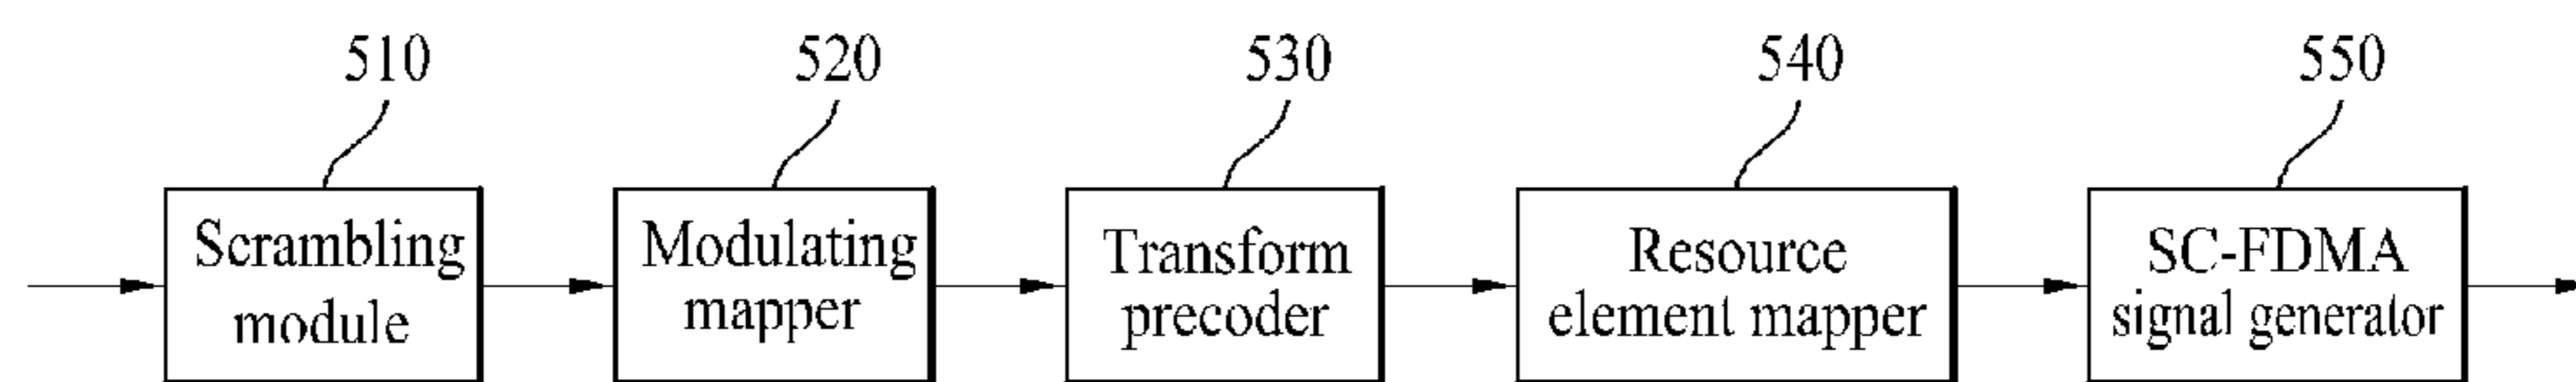 510
520
530
540
550
Scrambling
module
Modulating
mapper
Transform
precoder
Resource
element mapper
SC-FDMA
signal generator